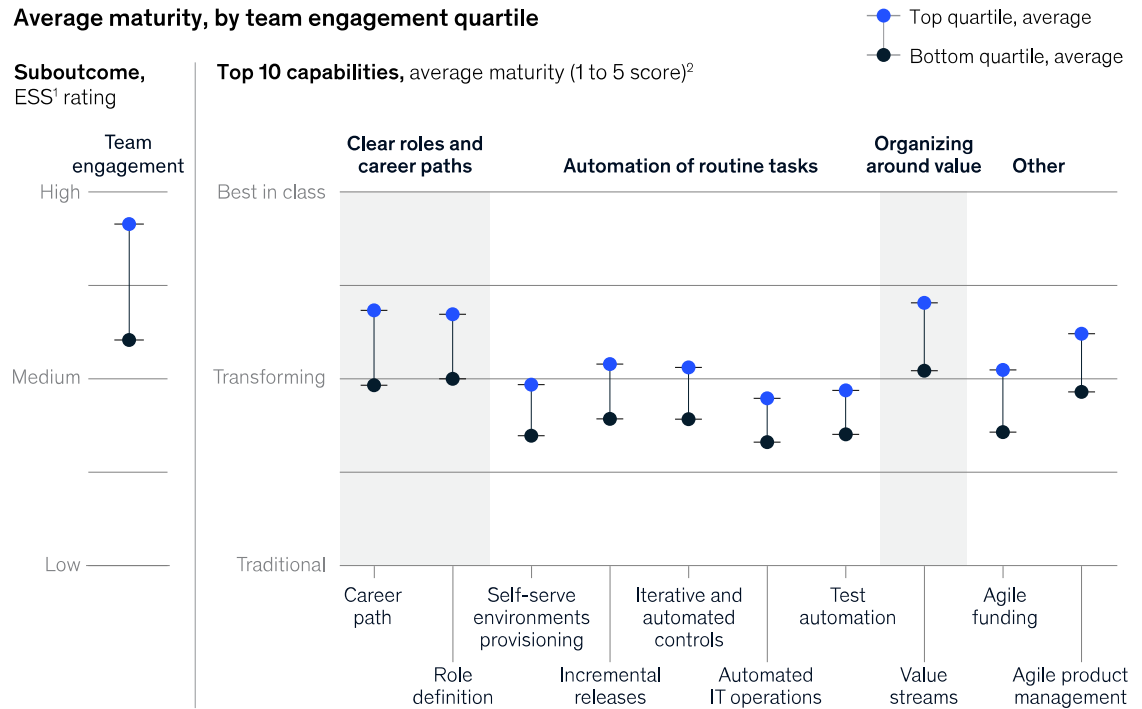 Average maturity, by team engagement quartile
Top quartile, average
Bottom quartile, average
Suboutcome,
ESS¹ rating
Top 10 capabilities, average maturity (1 to 5 score)²
Team
engagement
Clear roles and
career paths
Automation of routine tasks
Organizing
around value
Other
High
Medium
Low
Best in class
Transforming
Traditional
Career
path
Role
definition
Self-serve
environments
provisioning
Incremental
releases
Iterative and
automated
controls
Automated
IT operations
Test
automation
Value
streams
Agile
funding
Agile product
management